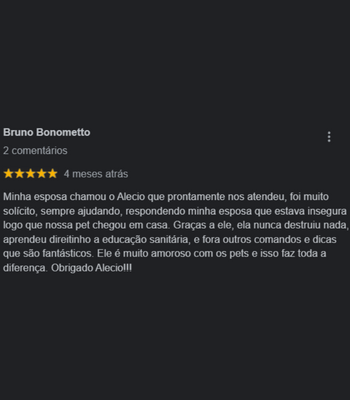 Bruno Bonometto
2 comentários
4 meses atrás
Minha esposa chamou o Alecio que prontamente nos atendeu, foi muito
solícito, sempre ajudando, respondendo minha esposa que estava insegura
logo que nossa pet chegou em casa. Graças a ele, ela nunca destruiu nada,
aprendeu direitinho a educação sanitária, e fora outros comandos e dicas
que são fantásticos. Ele é muito amoroso com os pets e isso faz toda a
diferença. Obrigado Alecio!!!